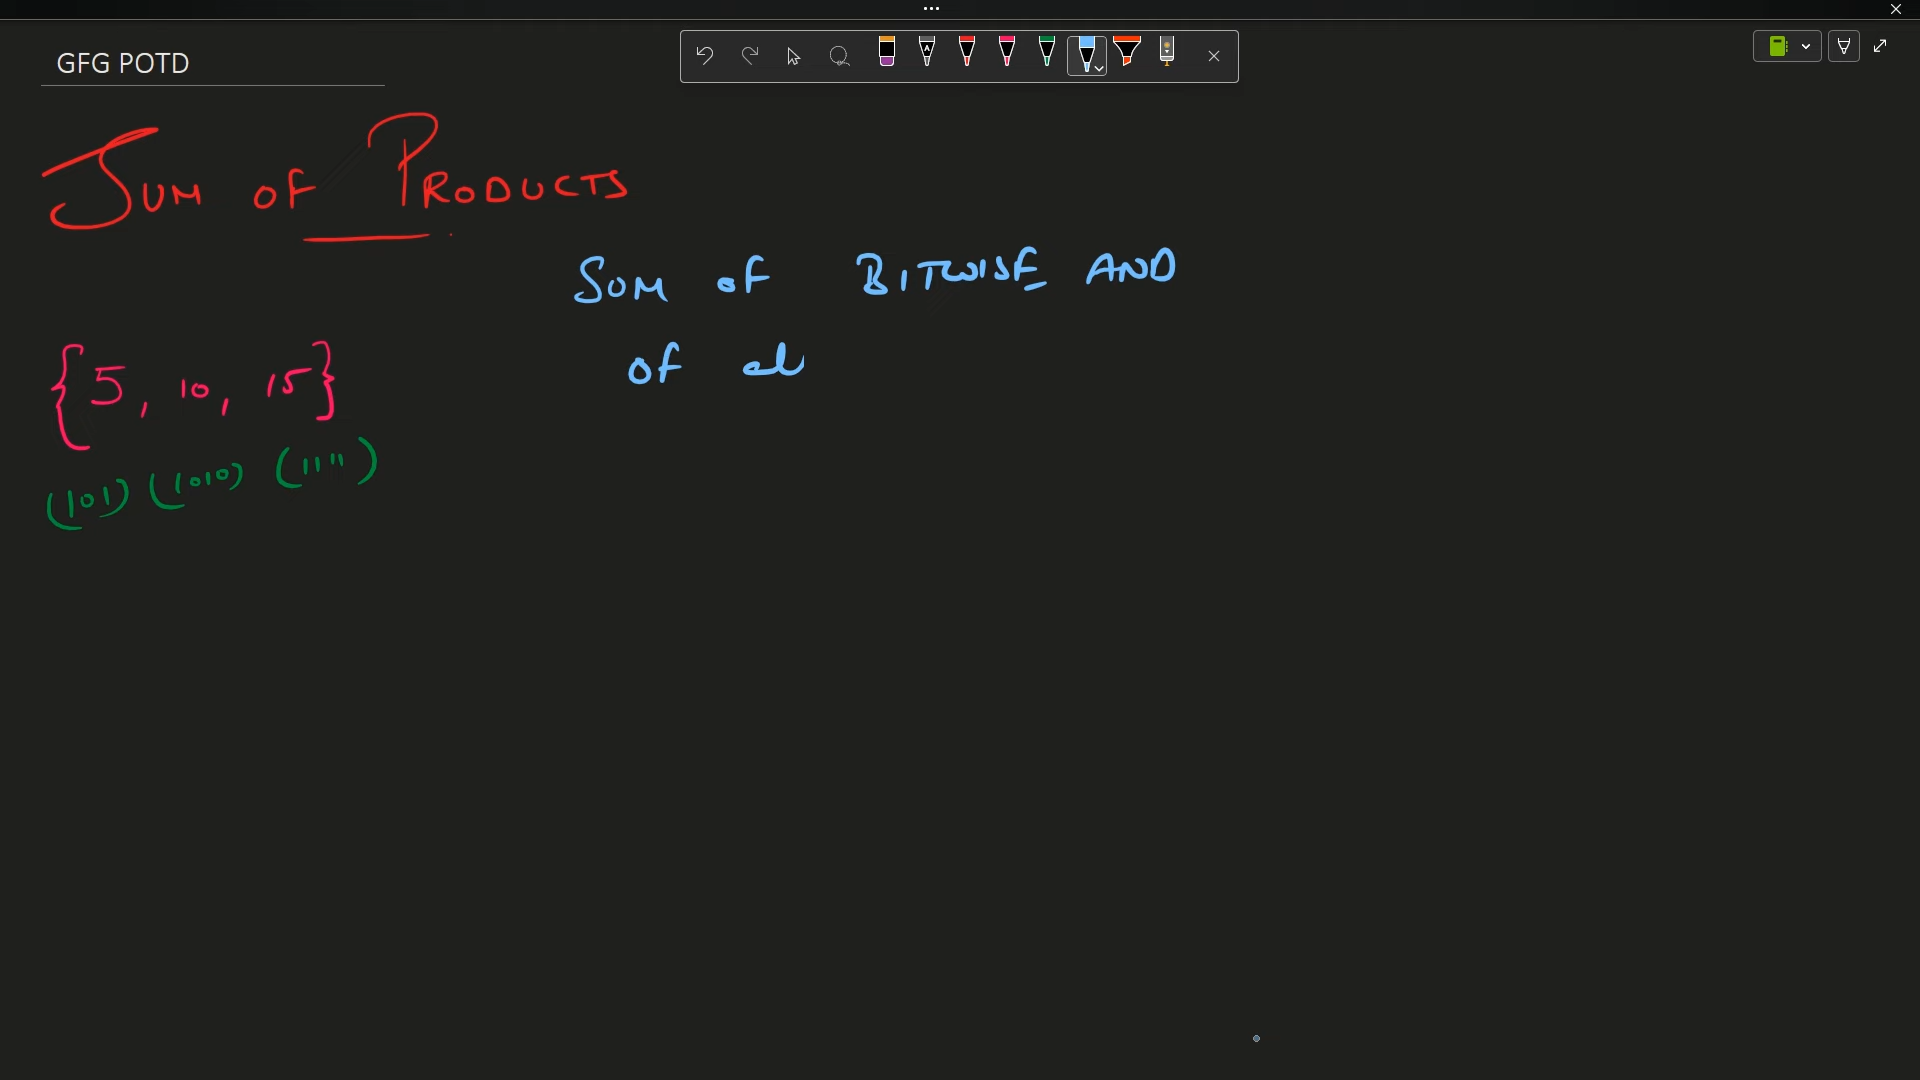 GFG POTD
SUM OF PRODUCTS
SUM OF BITWISE AND
{5, 10, 15}
OF al
(101) (1010) (1111)